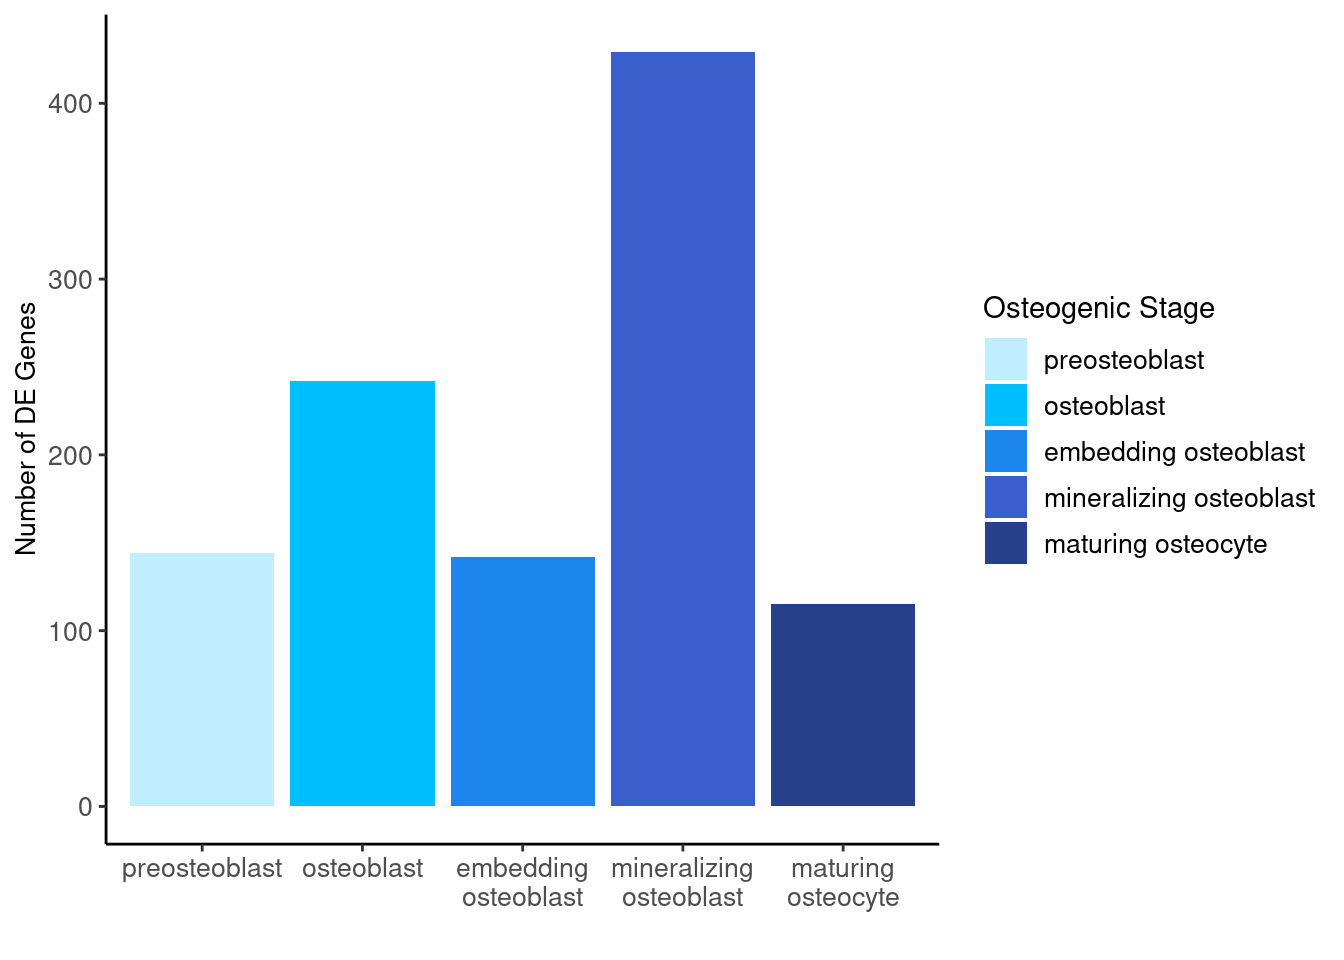 Number of DE Genes
400
300
200
100
0
preosteoblast
osteoblast
embedding
osteoblast
mineralizing
osteoblast
maturing
osteocyte
Osteogenic Stage
preosteoblast
osteoblast
embedding osteoblast
mineralizing osteoblast
maturing osteocyte